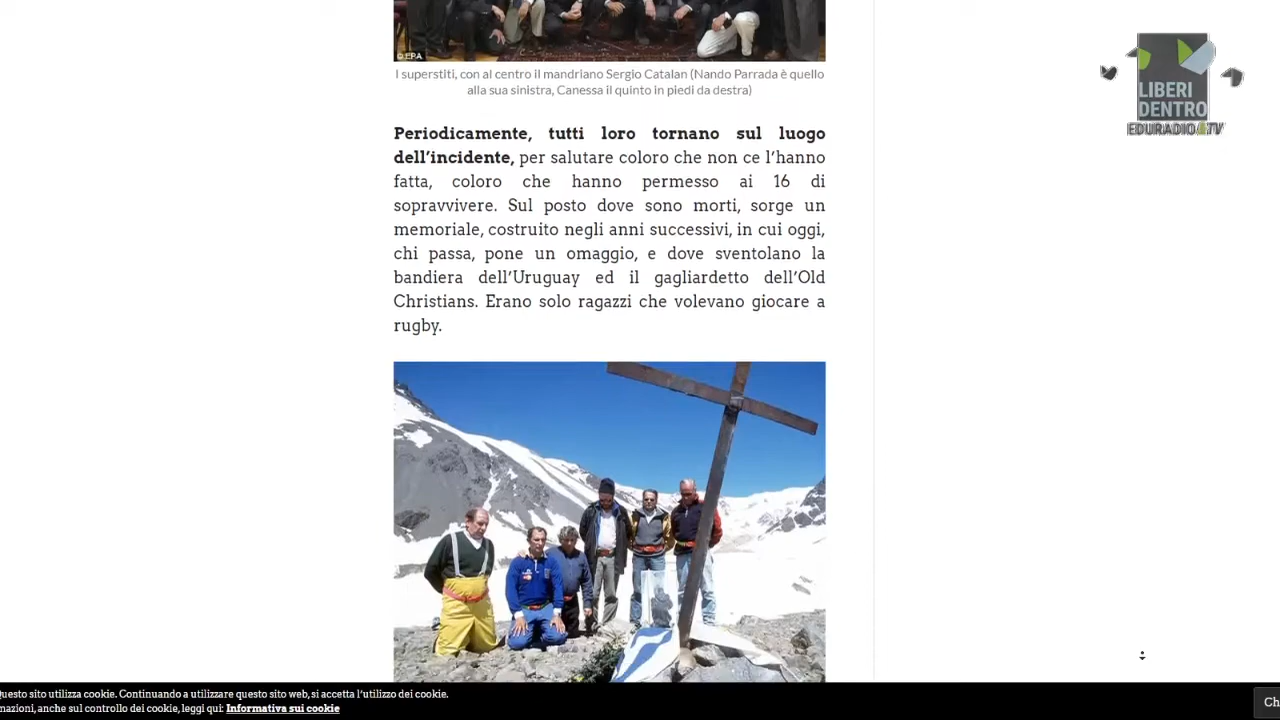 © EPA
I superstiti, con al centro il mandriano Sergio Catalan (Nando Parrada è quello
alla sua sinistra, Canessa il quinto in piedi da destra)
Periodicamente, tutti loro tornano sul luogo
dell'incidente, per salutare coloro che non ce l'hanno
fatta, coloro che hanno permesso ai 16 di
sopravvivere. Sul posto dove sono morti, sorge un
memoriale, costruito negli anni successivi, in cui oggi,
chi passa, pone un omaggio, e dove sventolano la
bandiera dell'Uruguay ed il gagliardetto dell'Old
Christians. Erano solo ragazzi che volevano giocare a
rugby.
LIBERI
DENTRO
EDURADIO TV
uesto sito utilizza cookie. Continuando a utilizzare questo sito web, si accetta l'utilizzo dei cookie.
mazioni, anche sul controllo dei cookie, leggi qui: Informativa sui cookie
Ch